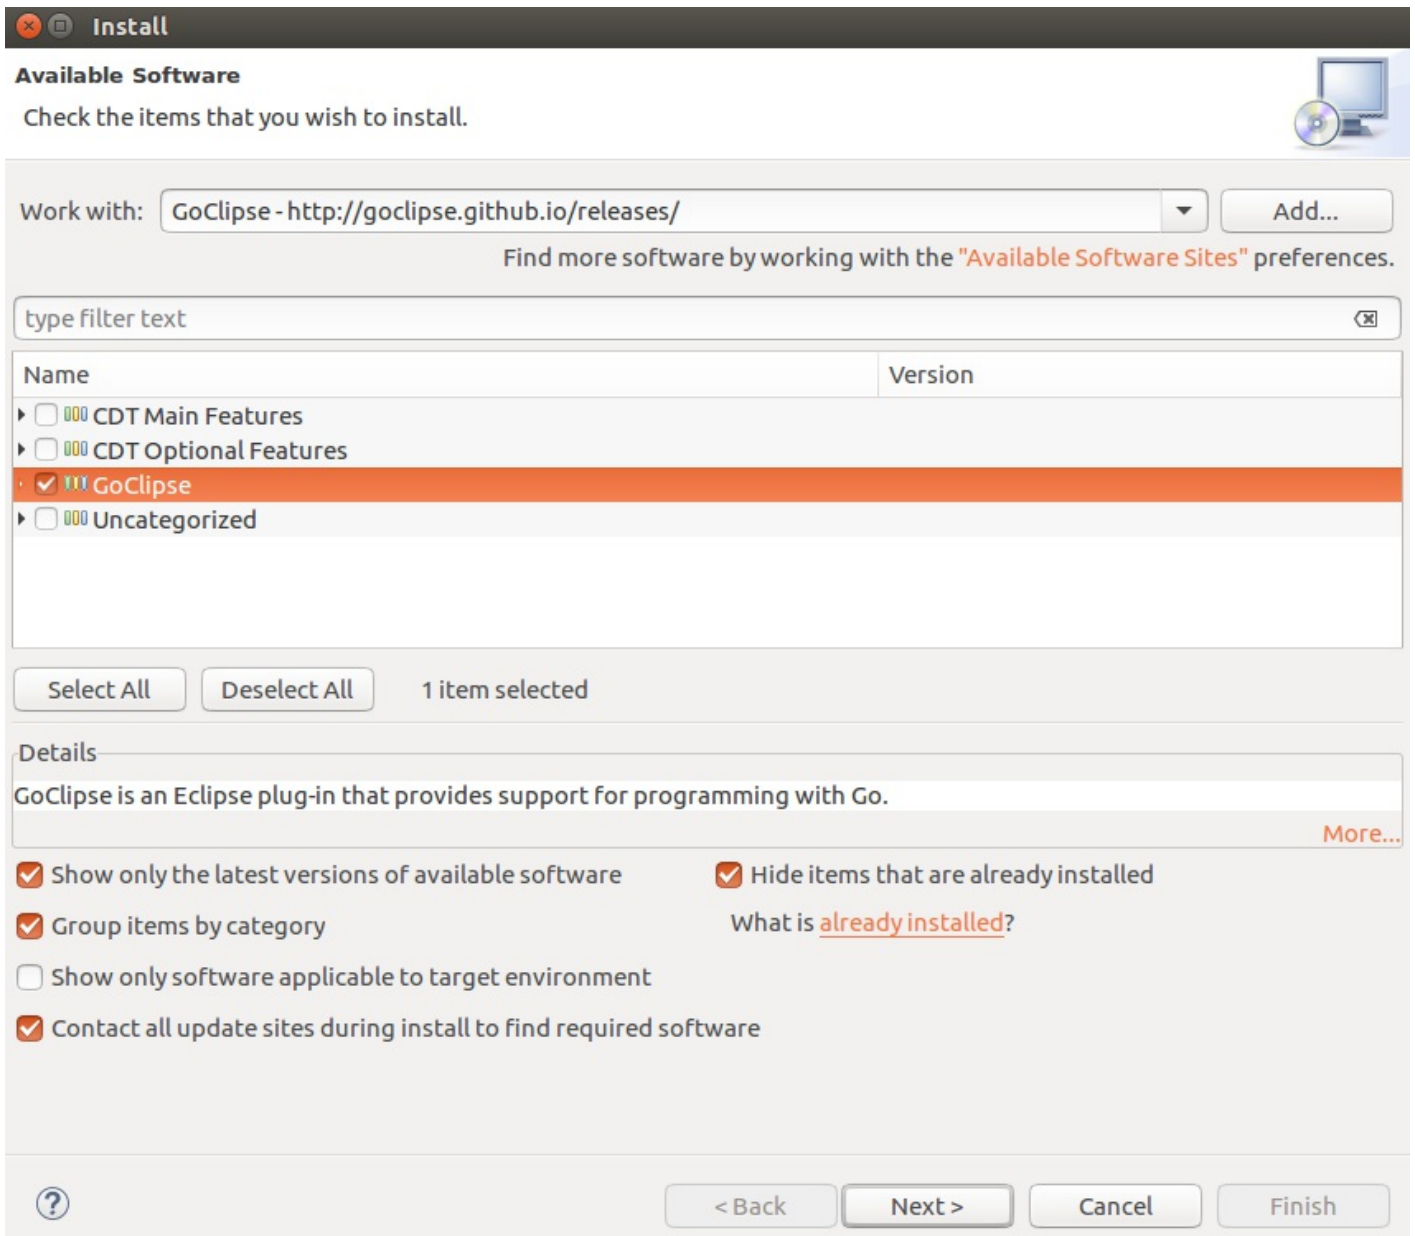 Install
Available Software
Check the items that you wish to install.
Work with: GoClipse - http://goclipse.github.io/releases/ Add...
Find more software by working with the "Available Software Sites" preferences.
type filter text
Name Version
CDT Main Features
CDT Optional Features
GoClipse
Uncategorized
Select All Deselect All 1 item selected
Details
GoClipse is an Eclipse plug-in that provides support for programming with Go.
More...
Show only the latest versions of available software Hide items that are already installed
Group items by category What is already installed?
Show only software applicable to target environment
Contact all update sites during install to find required software
? < Back Next > Cancel Finish